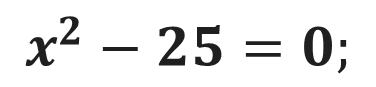 x² − 25 = 0;